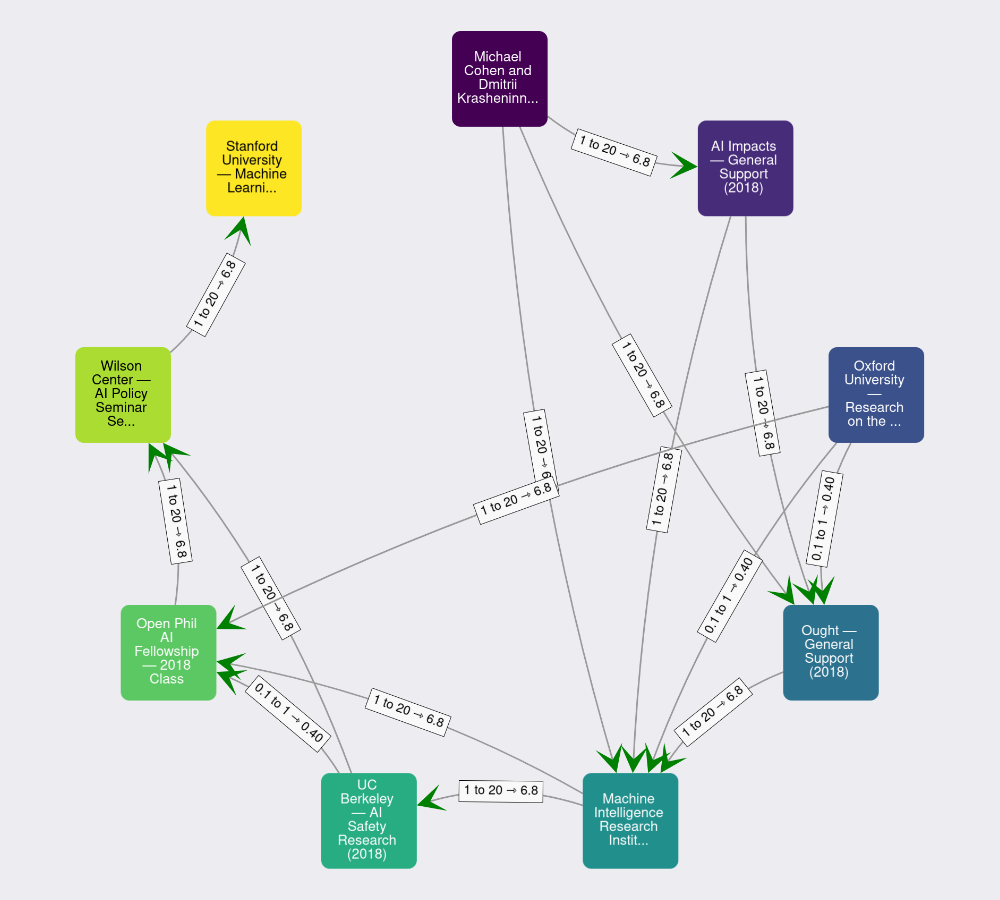 Michael
Cohen and
Dmitrii
Krasheninn...
Stanford
University
— Machine
Learni...
AI Impacts
— General
Support
(2018)
1 to 20 → 6.8
1 to 20 → 6.8
Wilson
Center —
AI Policy
Seminar
Se...
Oxford
University
—
Research
on the ...
1 to 20 → 6.8
1 to 20 → 6.8
1 to 20 → 6
1 to 20 → 6.8
1 to 20 → 6.8
1 to 20 → 6.8
0.1 to 1 → 0.40
1 to 20 → 6.8
0.1 to 1 → 0.40
Open Phil
AI
Fellowship
— 2018
Class
Ought —
General
Support
(2018)
0.1 to 1 → 0.40
1 to 20 → 6.8
1 to 20 → 6.8
1 to 20 → 6.8
UC
Berkeley
— AI
Safety
Research
(2018)
1 to 20 → 6.8
Machine
Intelligence
Research
Instit...